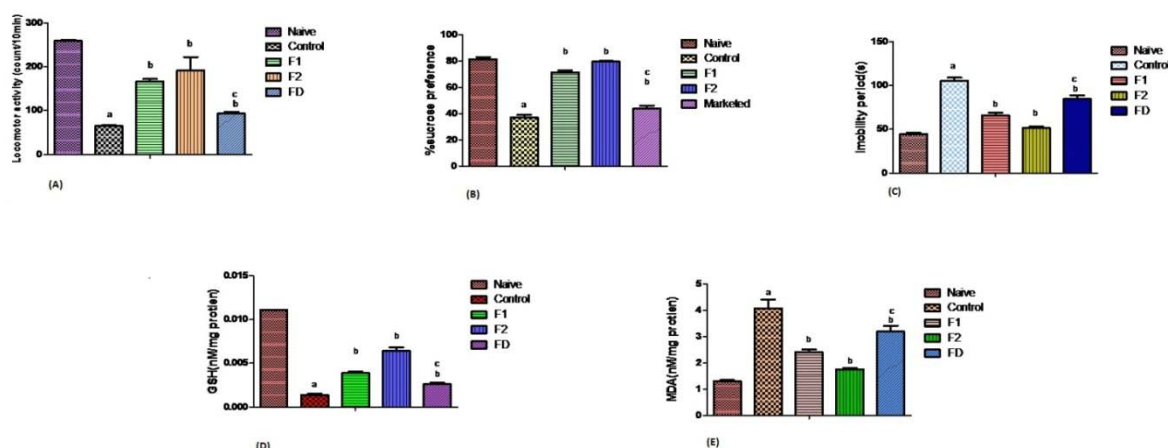 Locomotor activity (count/10min)
300
200
100
0
a
b
b
c
b
Naive
Control
F1
F2
FD
(A)
%sucrose preference
100
80
60
40
20
0
a
b
b
c
b
Naive
Control
F1
F2
Marketed
(B)
Imobility period(s)
150
100
50
0
a
b
b
c
b
Naive
Control
F1
F2
FD
(C)
GSH(nM/mg protien)
0.015
0.010
0.005
0.000
a
b
b
c
b
Naive
Control
F1
F2
FD
(D)
MDA(nM/mg protien)
5
4
3
2
1
0
a
b
b
c
b
Naive
Control
F1
F2
FD
(E)